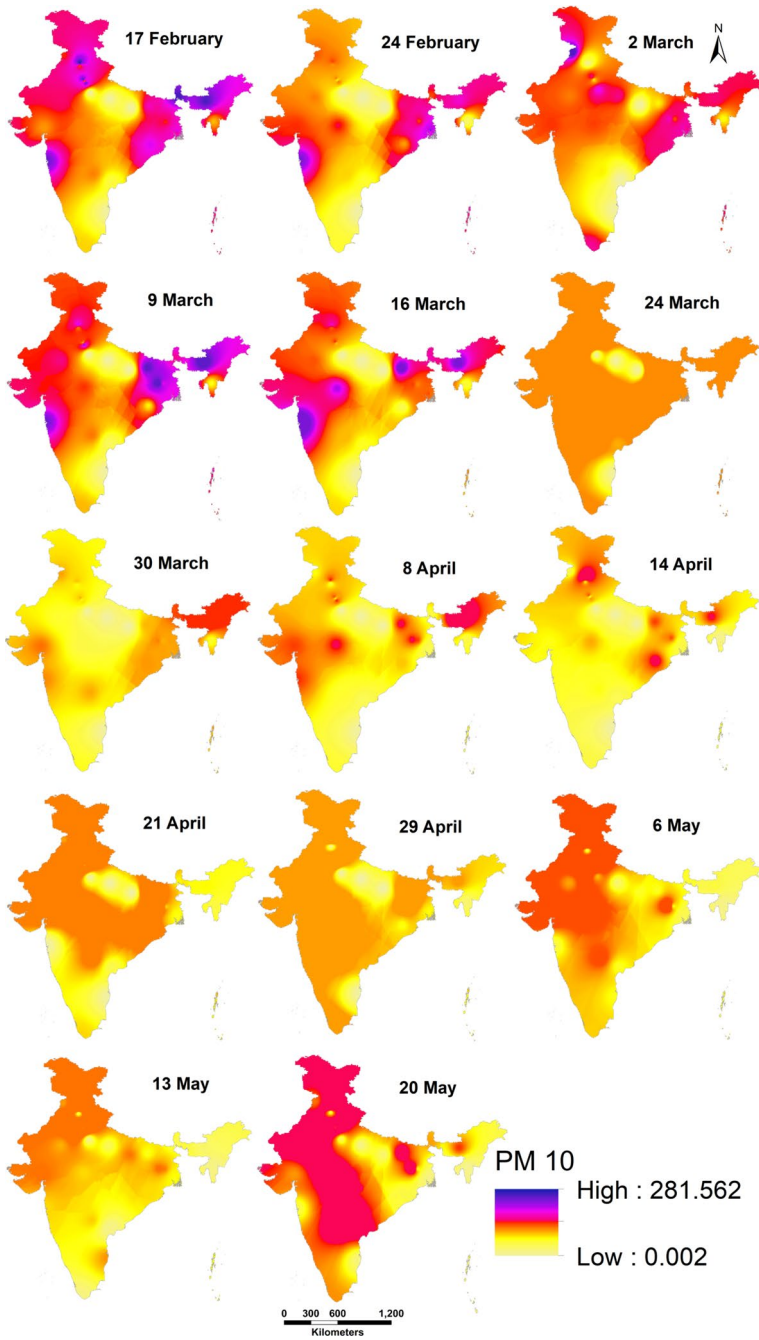 17 February
24 February
2 March
N
9 March
16 March
24 March
30 March
8 April
14 April
21 April
29 April
6 May
13 May
20 May
PM 10
High : 281.562
Low : 0.002
0 300 600 1,200
Kilometers